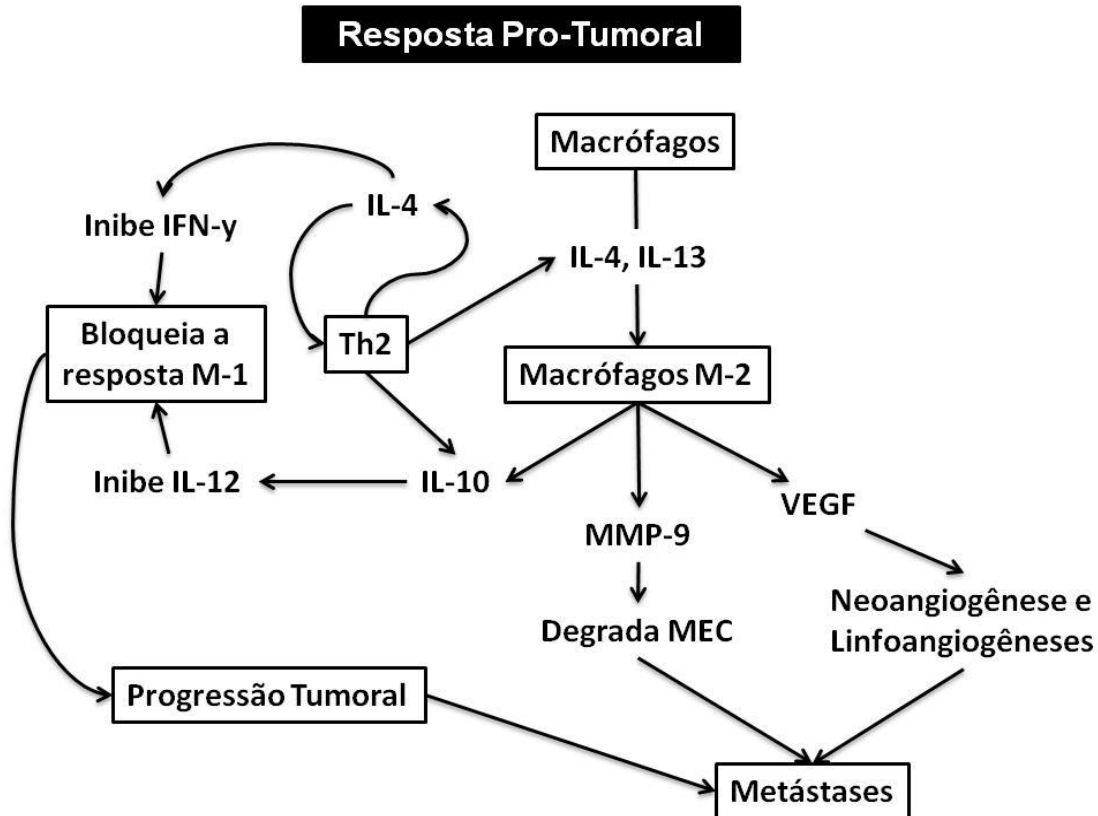 Resposta Pro-Tumoral
Macrófagos
IL-4
Inibe IFN-y
IL-4, IL-13
Bloqueia a
resposta M-1
Th2
Macrófagos M-2
Inibe IL-12
IL-10
VEGF
MMP-9
Neoangiogênese e
Linfoangiogêneses
Degrada MEC
Progressão Tumoral
Metástases